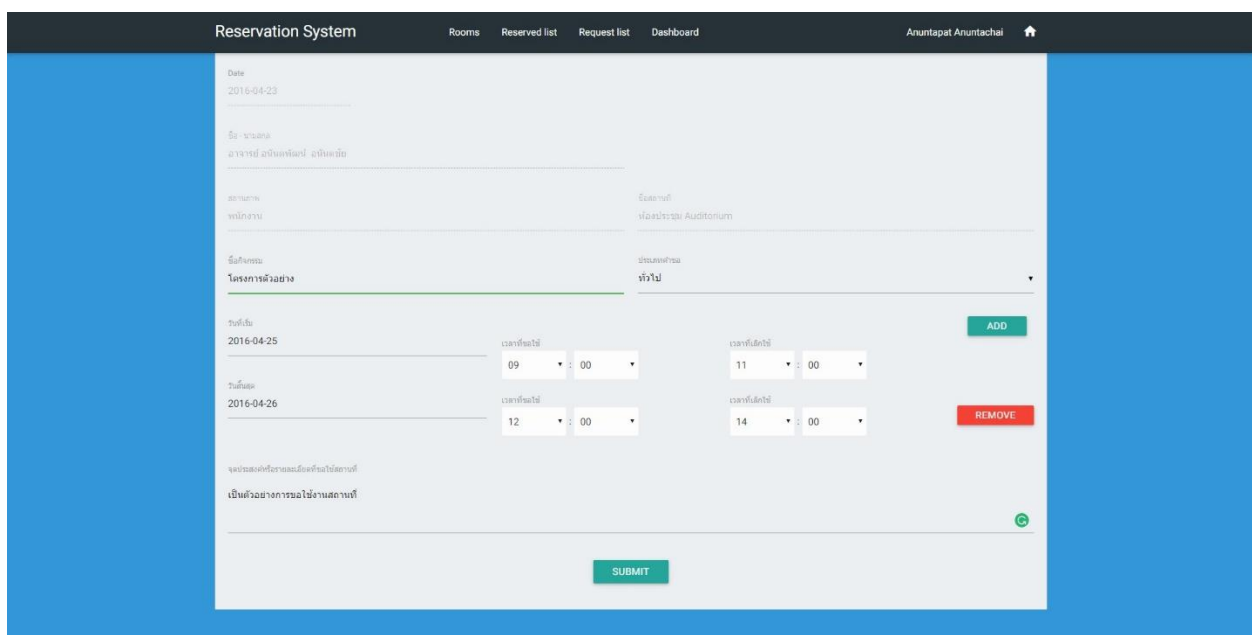 Reservation System
Rooms Reserved list Request list Dashboard Anuntapat Anuntachai
Date
2016-04-23
ชื่อ - นามสกุล
อาจารย์ อนันตพัฒน์ อนันตชัย
สถานภาพ ชื่อสถานที่
พนักงาน ห้องประชุม Auditorium
ชื่อกิจกรรม ประเภทคำขอ
โครงการตัวอย่าง ทั่วไป
วันที่เริ่ม ADD
2016-04-25
เวลาที่ขอใช้ เวลาที่เลิกใช้
09 : 00 11 : 00
วันสิ้นสุด
2016-04-26
เวลาที่ขอใช้ เวลาที่เลิกใช้
12 : 00 14 : 00
REMOVE
จุดประสงค์หรือรายละเอียดที่ขอใช้สถานที่
เป็นตัวอย่างการขอใช้งานสถานที่
SUBMIT